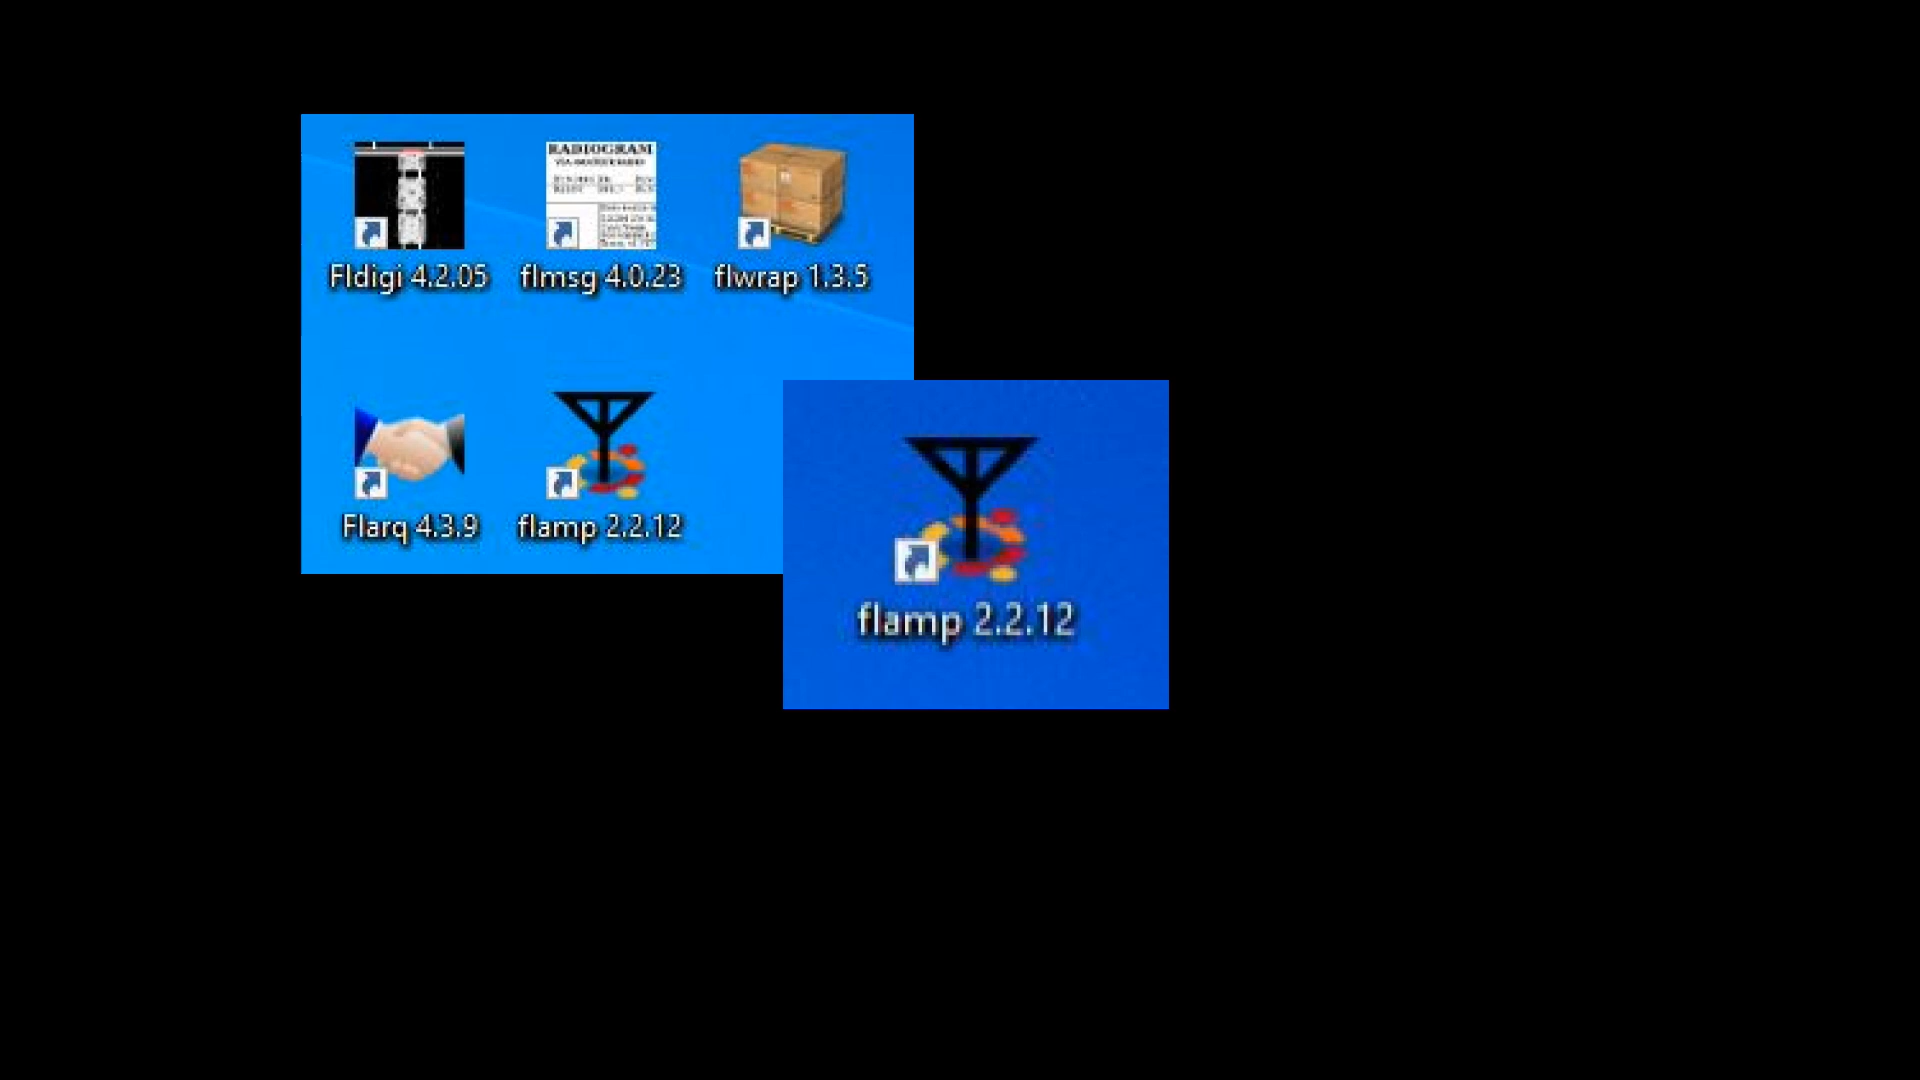 RADIOGRAM
Fldigi 4.2.05
flmsg 4.0.23
flwrap 1.3.5
Flarq 4.3.9
flamp 2.2.12
flamp 2.2.12